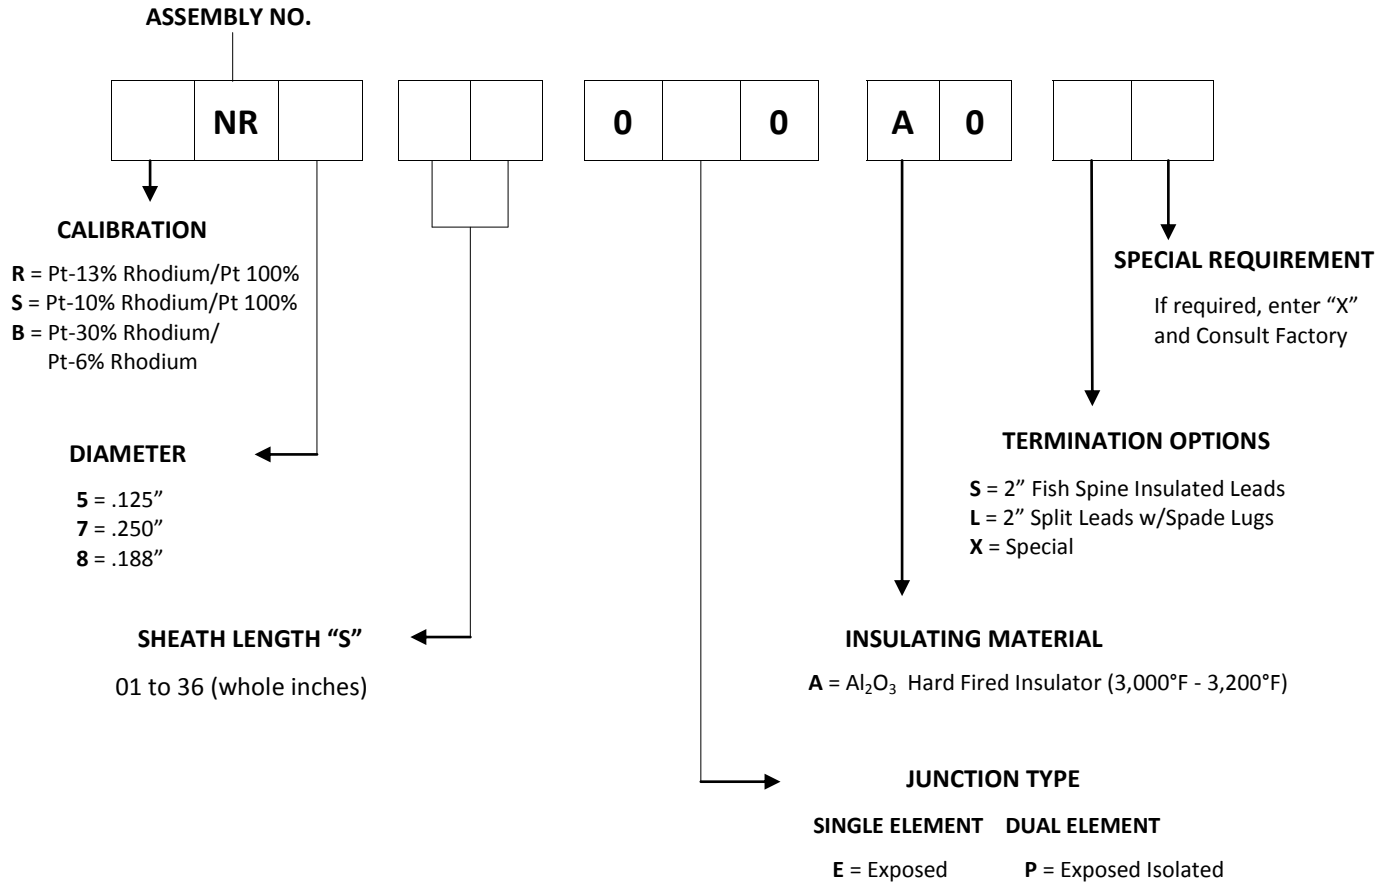 ASSEMBLY NO.
NR 0 0 A 0
CALIBRATION
R = Pt-13% Rhodium/Pt 100%
S = Pt-10% Rhodium/Pt 100%
B = Pt-30% Rhodium/
Pt-6% Rhodium
SPECIAL REQUIREMENT
If required, enter “X”
and Consult Factory
DIAMETER
5 = .125”
7 = .250”
8 = .188”
TERMINATION OPTIONS
S = 2” Fish Spine Insulated Leads
L = 2” Split Leads w/Spade Lugs
X = Special
SHEATH LENGTH “S”
01 to 36 (whole inches)
INSULATING MATERIAL
A = Al₂O₃ Hard Fired Insulator (3,000°F - 3,200°F)
JUNCTION TYPE
SINGLE ELEMENT DUAL ELEMENT
E = Exposed P = Exposed Isolated